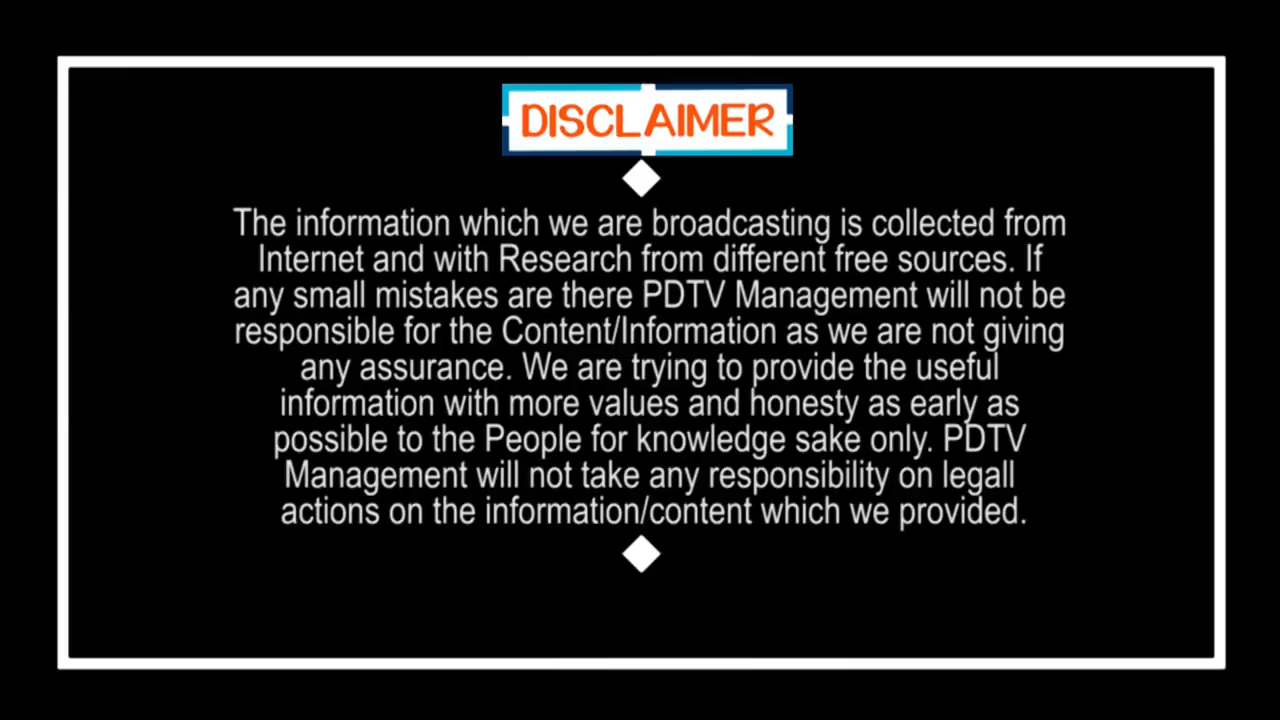 DISCLAIMER
The information which we are broadcasting is collected from
Internet and with Research from different free sources. If
any small mistakes are there PDTV Management will not be
responsible for the Content/Information as we are not giving
any assurance. We are trying to provide the useful
information with more values and honesty as early as
possible to the People for knowledge sake only. PDTV
Management will not take any responsibility on legall
actions on the information/content which we provided.